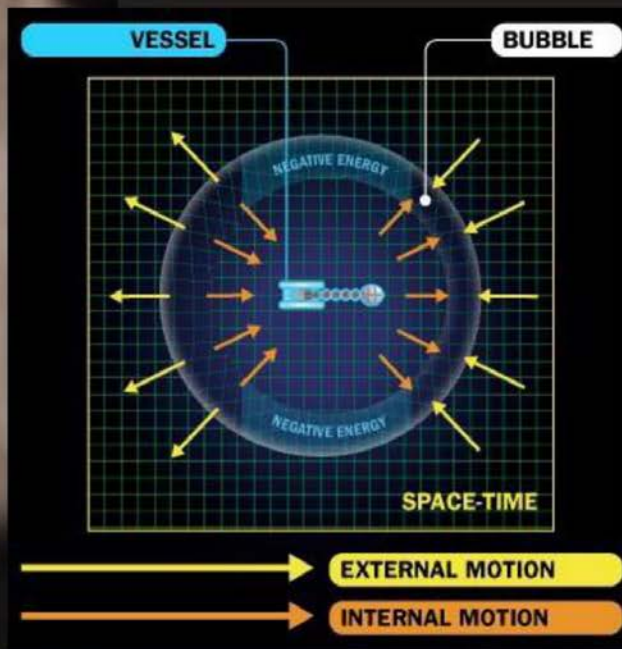 VESSEL
BUBBLE
NEGATIVE ENERGY
NEGATIVE ENERGY
SPACE-TIME
EXTERNAL MOTION
INTERNAL MOTION